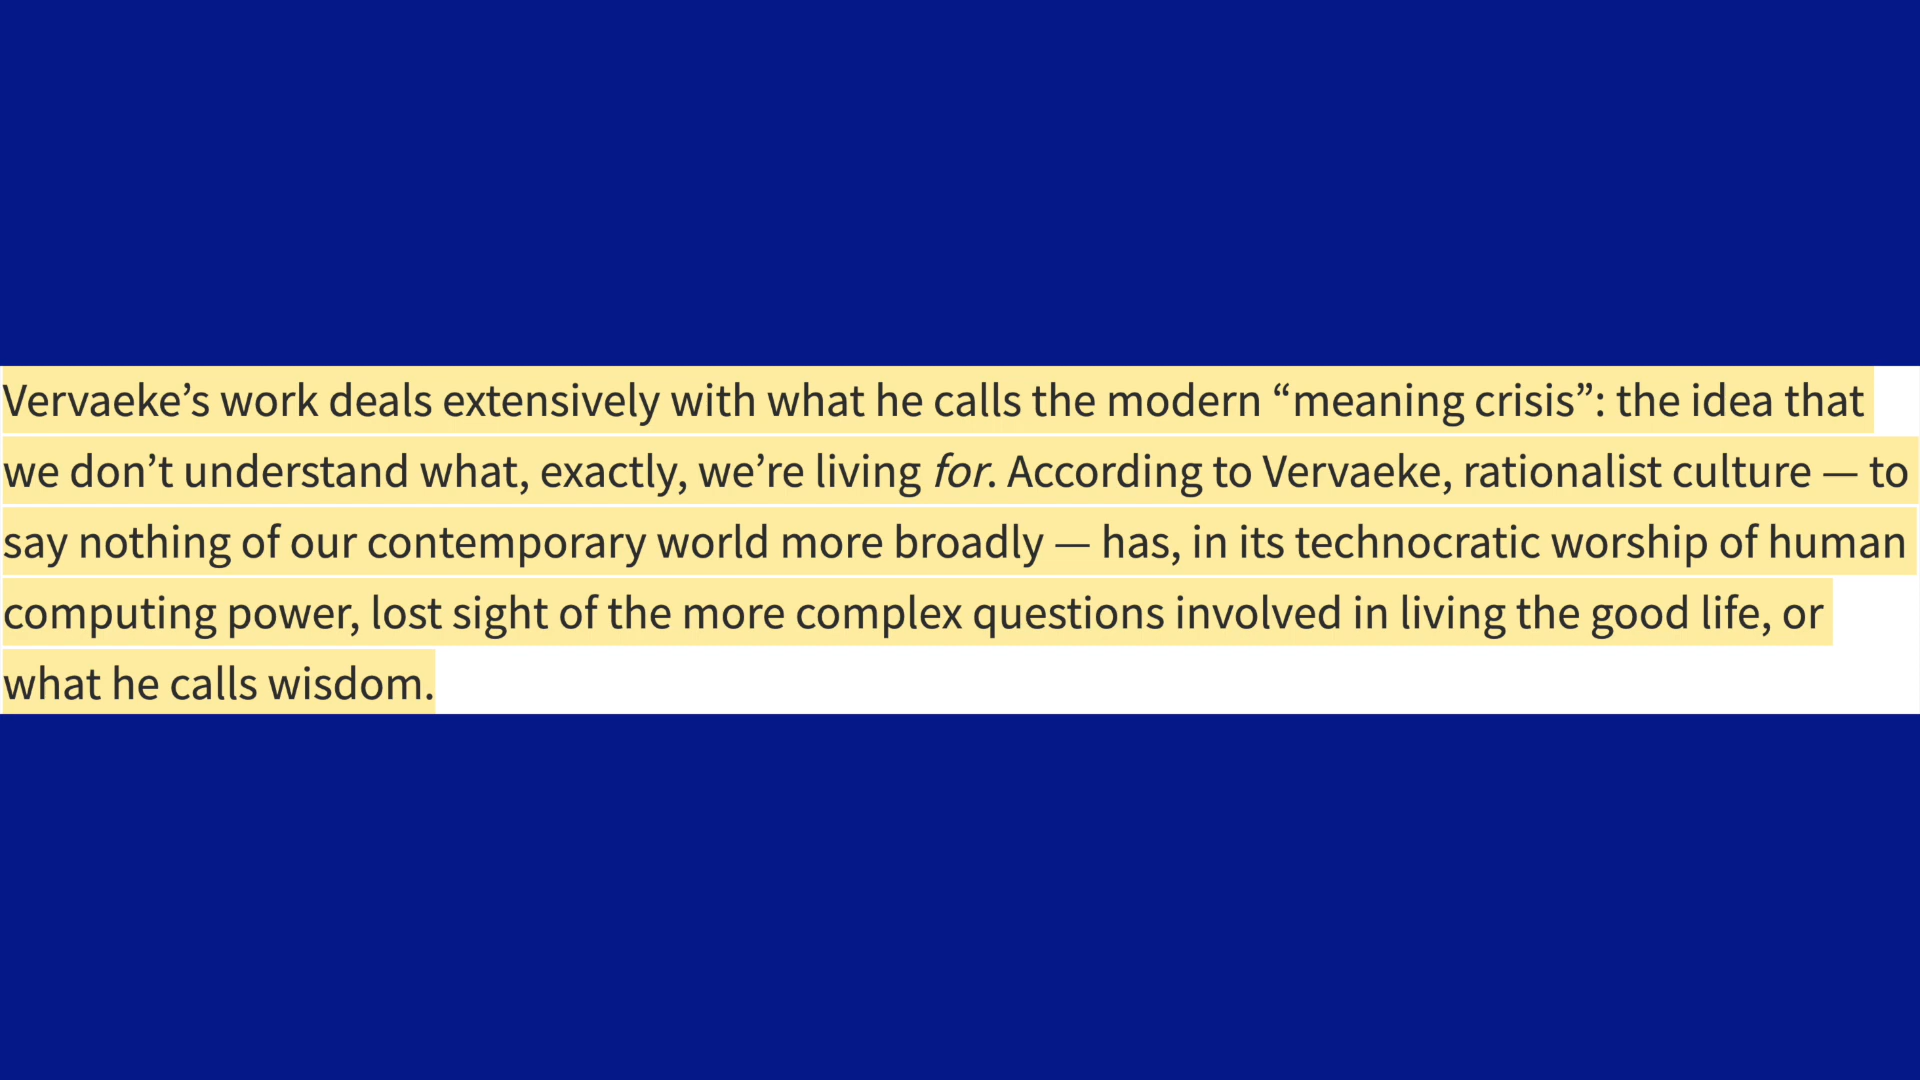 Vervaeke’s work deals extensively with what he calls the modern “meaning crisis”: the idea that
we don’t understand what, exactly, we’re living for. According to Vervaeke, rationalist culture — to
say nothing of our contemporary world more broadly — has, in its technocratic worship of human
computing power, lost sight of the more complex questions involved in living the good life, or
what he calls wisdom.